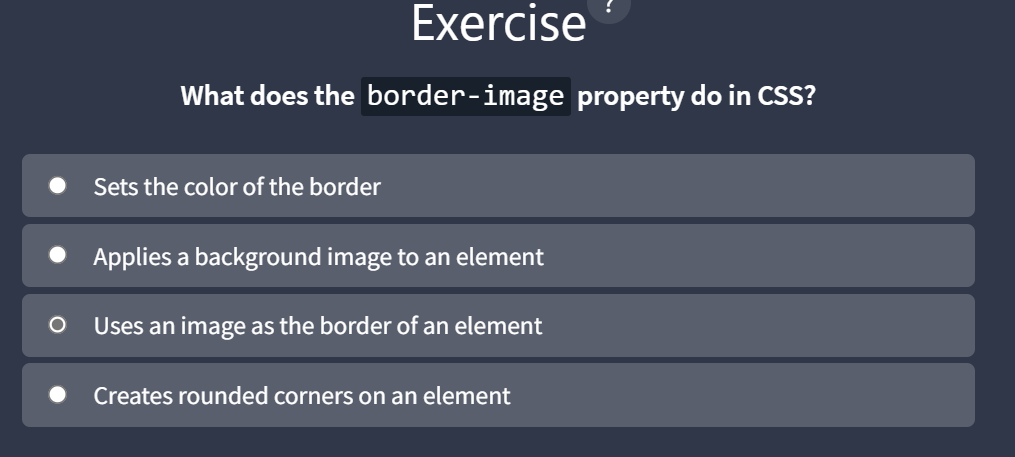 Exercise ?
What does the border-image property do in CSS?
Sets the color of the border
Applies a background image to an element
Uses an image as the border of an element
Creates rounded corners on an element